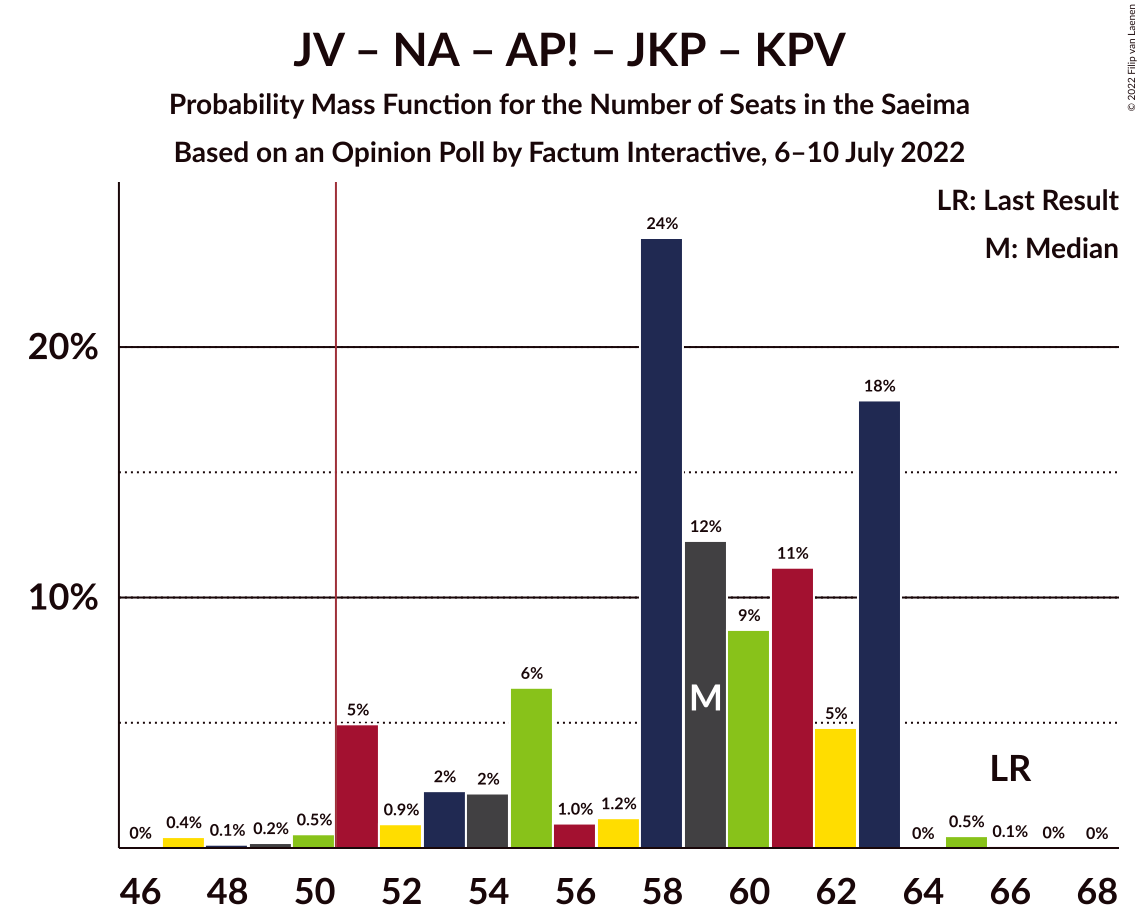 JV – NA – AP! – JKP – KPV
Probability Mass Function for the Number of Seats in the Saeima
Based on an Opinion Poll by Factum Interactive, 6–10 July 2022
© 2022 Filip van Laenen
LR: Last Result
M: Median
20%
10%
0%
0.4%
0.1%
0.2%
0.5%
5%
0.9%
2%
2%
6%
1.0%
1.2%
24%
12%
9%
11%
5%
18%
0%
0.5%
0.1%
0%
0%
M
LR
46 48 50 52 54 56 58 60 62 64 66 68